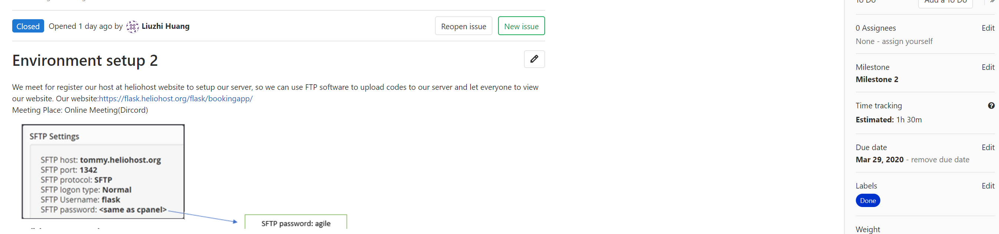 Closed Opened 1 day ago by Liuzhi Huang
Reopen issue
New issue
Environment setup 2
We meet for register our host at heliohost website to setup our server, so we can use FTP software to upload codes to our server and let everyone to view
our website. Our website:https://flask.heliohost.org/flask/bookingapp/
Meeting Place: Online Meeting(Dircord)
SFTP Settings
SFTP host: tommy.heliohost.org
SFTP port: 1342
SFTP protocol: SFTP
SFTP logon type: Normal
SFTP Username: flask
SFTP password: <same as cpanel>
SFTP password: agile
To Do
Add a To Do
0 Assignees Edit
None - assign yourself
Milestone Edit
Milestone 2
Time tracking
Estimated: 1h 30m
Due date Edit
Mar 29, 2020 - remove due date
Labels Edit
Done
Weight